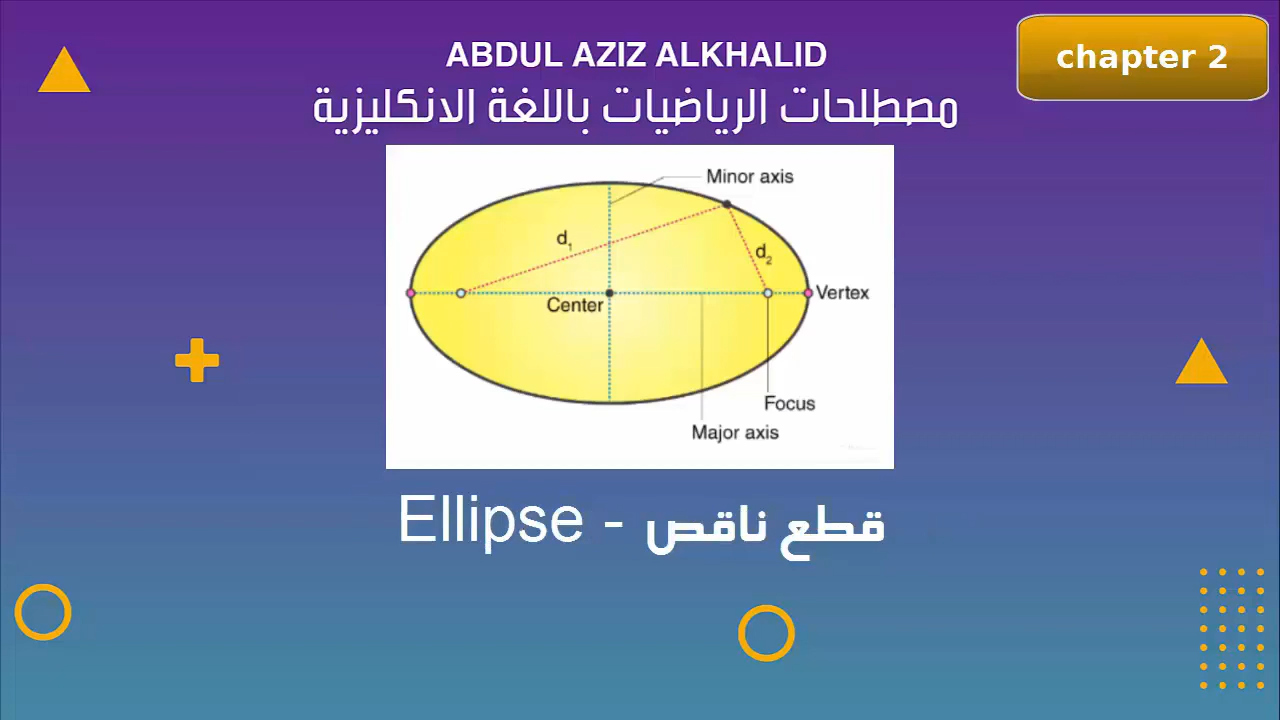 ABDUL AZIZ ALKHALID
chapter 2
مصطلحات الرياضيات باللغة الانكليزية
Minor axis
d1
d2
Center
Vertex
Focus
Major axis
Ellipse - قطع ناقص